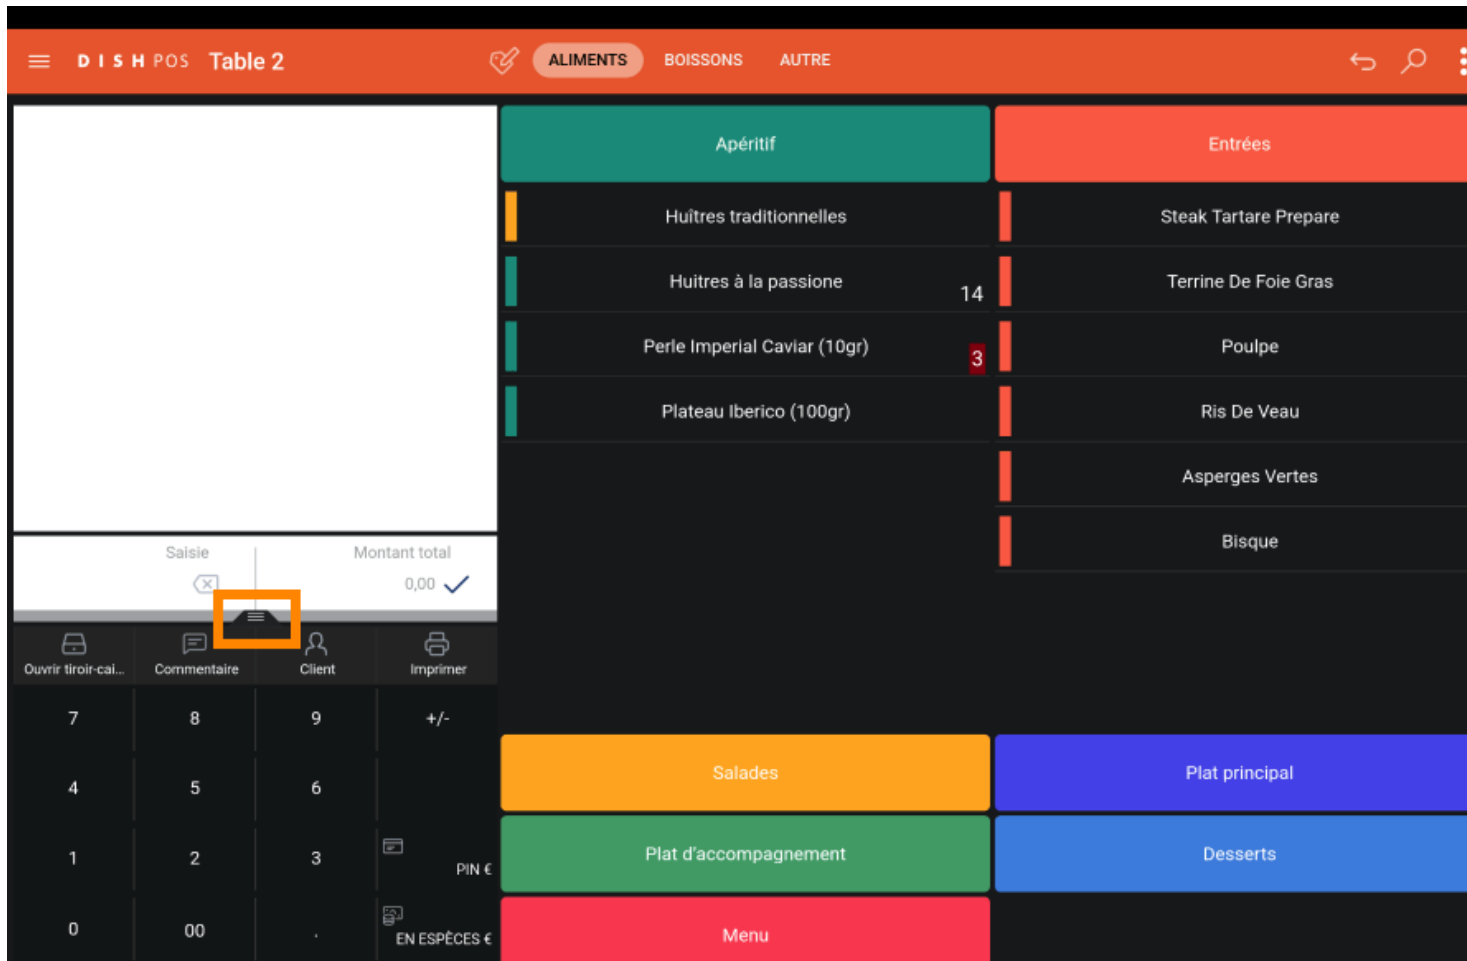 DISH POS Table 2 ALIMENTS BOISSONS AUTRE
Apéritif
Huîtres traditionnelles
Huitres à la passione 14
Perle Imperial Caviar (10gr) 3
Plateau Iberico (100gr)
Entrées
Steak Tartare Prepare
Terrine De Foie Gras
Poulpe
Ris De Veau
Asperges Vertes
Bisque
Saisie Montant total
0,00
Ouvrir tiroir-cai... Commentaire Client Imprimer
7 8 9 +/-
4 5 6
1 2 3 PIN €
0 00 . EN ESPÈCES €
Salades Plat principal
Plat d'accompagnement Desserts
Menu